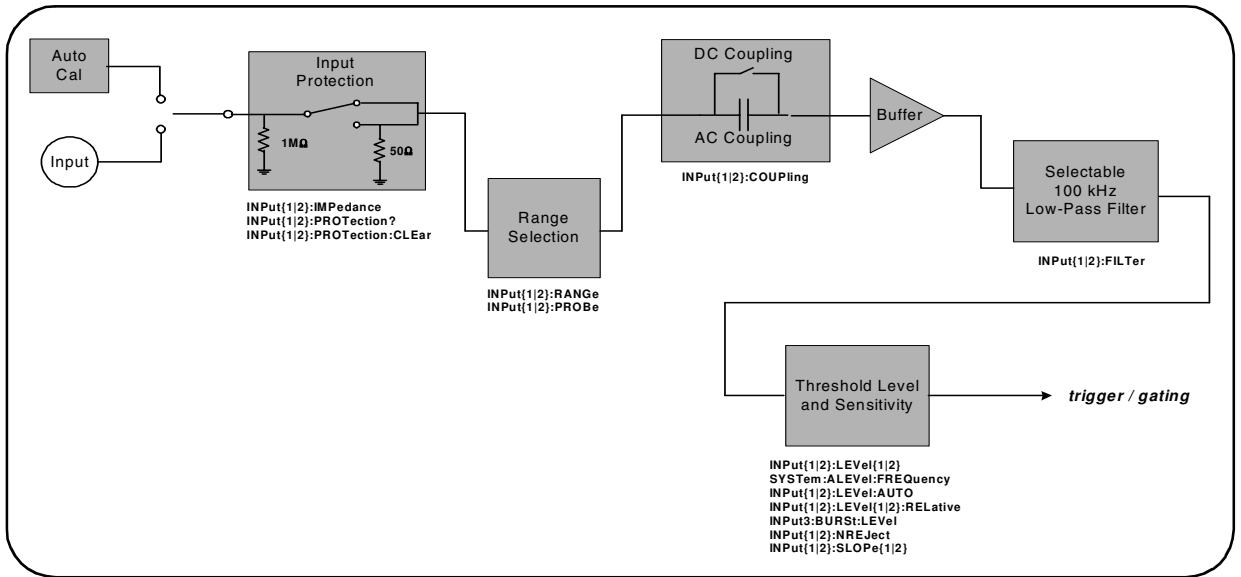 Auto
Cal
Input
Input
Protection
1MΩ
50Ω
INPut{1|2}:IMPedance
INPut{1|2}:PROTection?
INPut{1|2}:PROTection:CLEar
Range
Selection
INPut{1|2}:RANGe
INPut{1|2}:PROBe
DC Coupling
AC Coupling
INPut{1|2}:COUPling
Buffer
Selectable
100 kHz
Low-Pass Filter
INPut{1|2}:FILTer
Threshold Level
and Sensitivity
trigger / gating
INPut{1|2}:LEVel{1|2}
SYSTem:ALEVel:FREQuency
INPut{1|2}:LEVel:AUTO
INPut{1|2}:LEVel{1|2}:RELative
INPut3:BURSt:LEVel
INPut{1|2}:NREJect
INPut{1|2}:SLOPe{1|2}